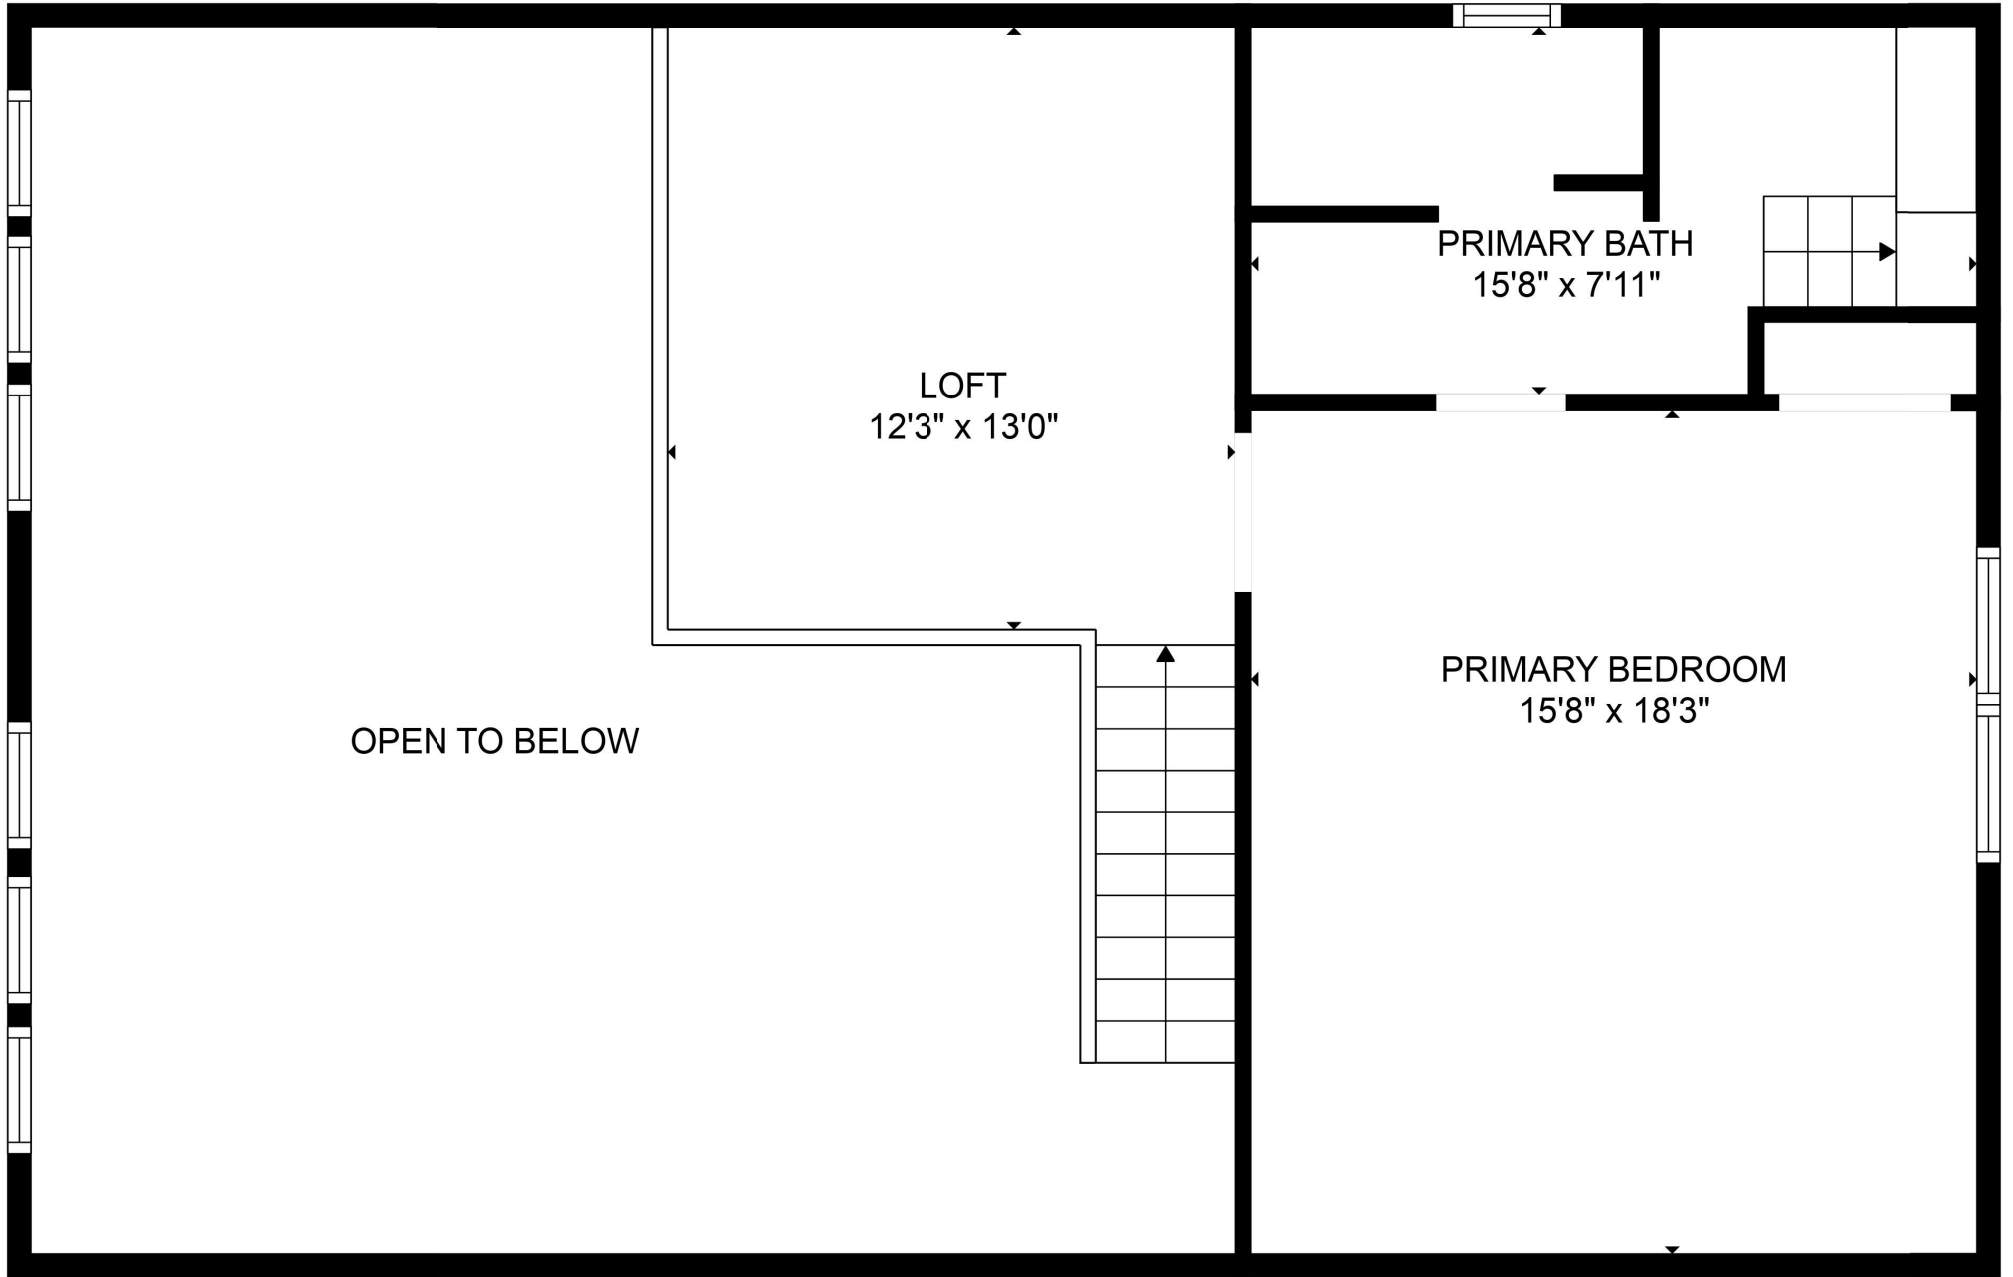 PRIMARY BATH
15'8" x 7'11"
LOFT
12'3" x 13'0"
PRIMARY BEDROOM
15'8" x 18'3"
OPEN TO BELOW